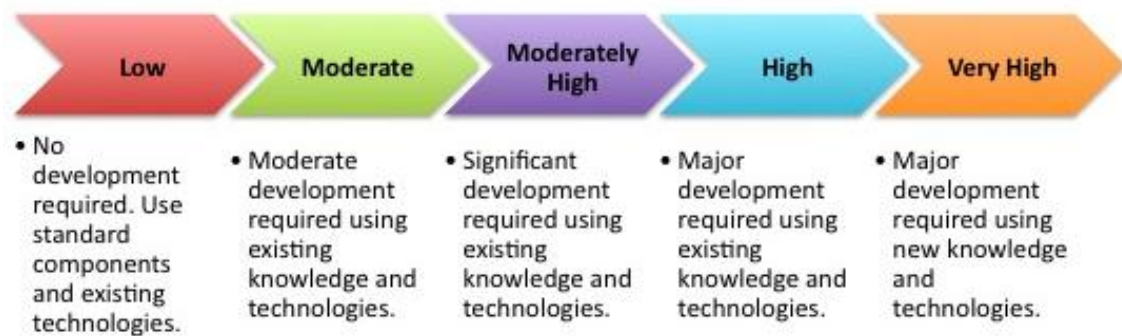 Low
Moderate
Moderately
High
High
Very High
• No
development
required. Use
standard
components
and existing
technologies.
• Moderate
development
required using
existing
knowledge and
technologies.
• Significant
development
required using
existing
knowledge and
technologies.
• Major
development
required using
existing
knowledge and
technologies.
• Major
development
required using
new knowledge
and
technologies.